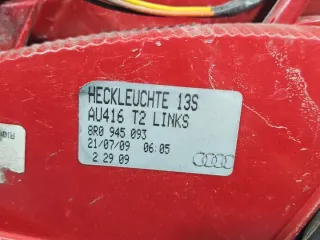 HECKLEUCHTE 13S
AU416 T2 LINKS
8R0 945 093
21/07/09 06:05
2 29 09